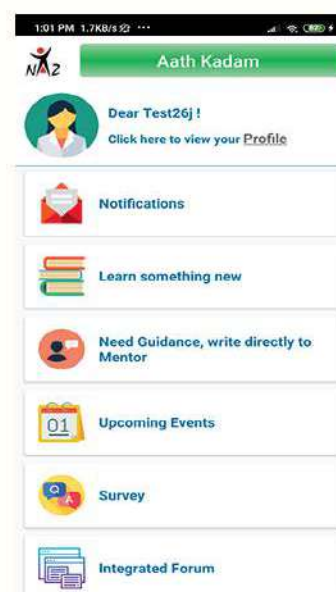 1:01 PM 1.7KB/s ...
NAZ
Aath Kadam
Dear Test26j !
Click here to view your Profile
Notifications
Learn something new
Need Guidance, write directly to
Mentor
01
Upcoming Events
Q
A
Survey
Integrated Forum